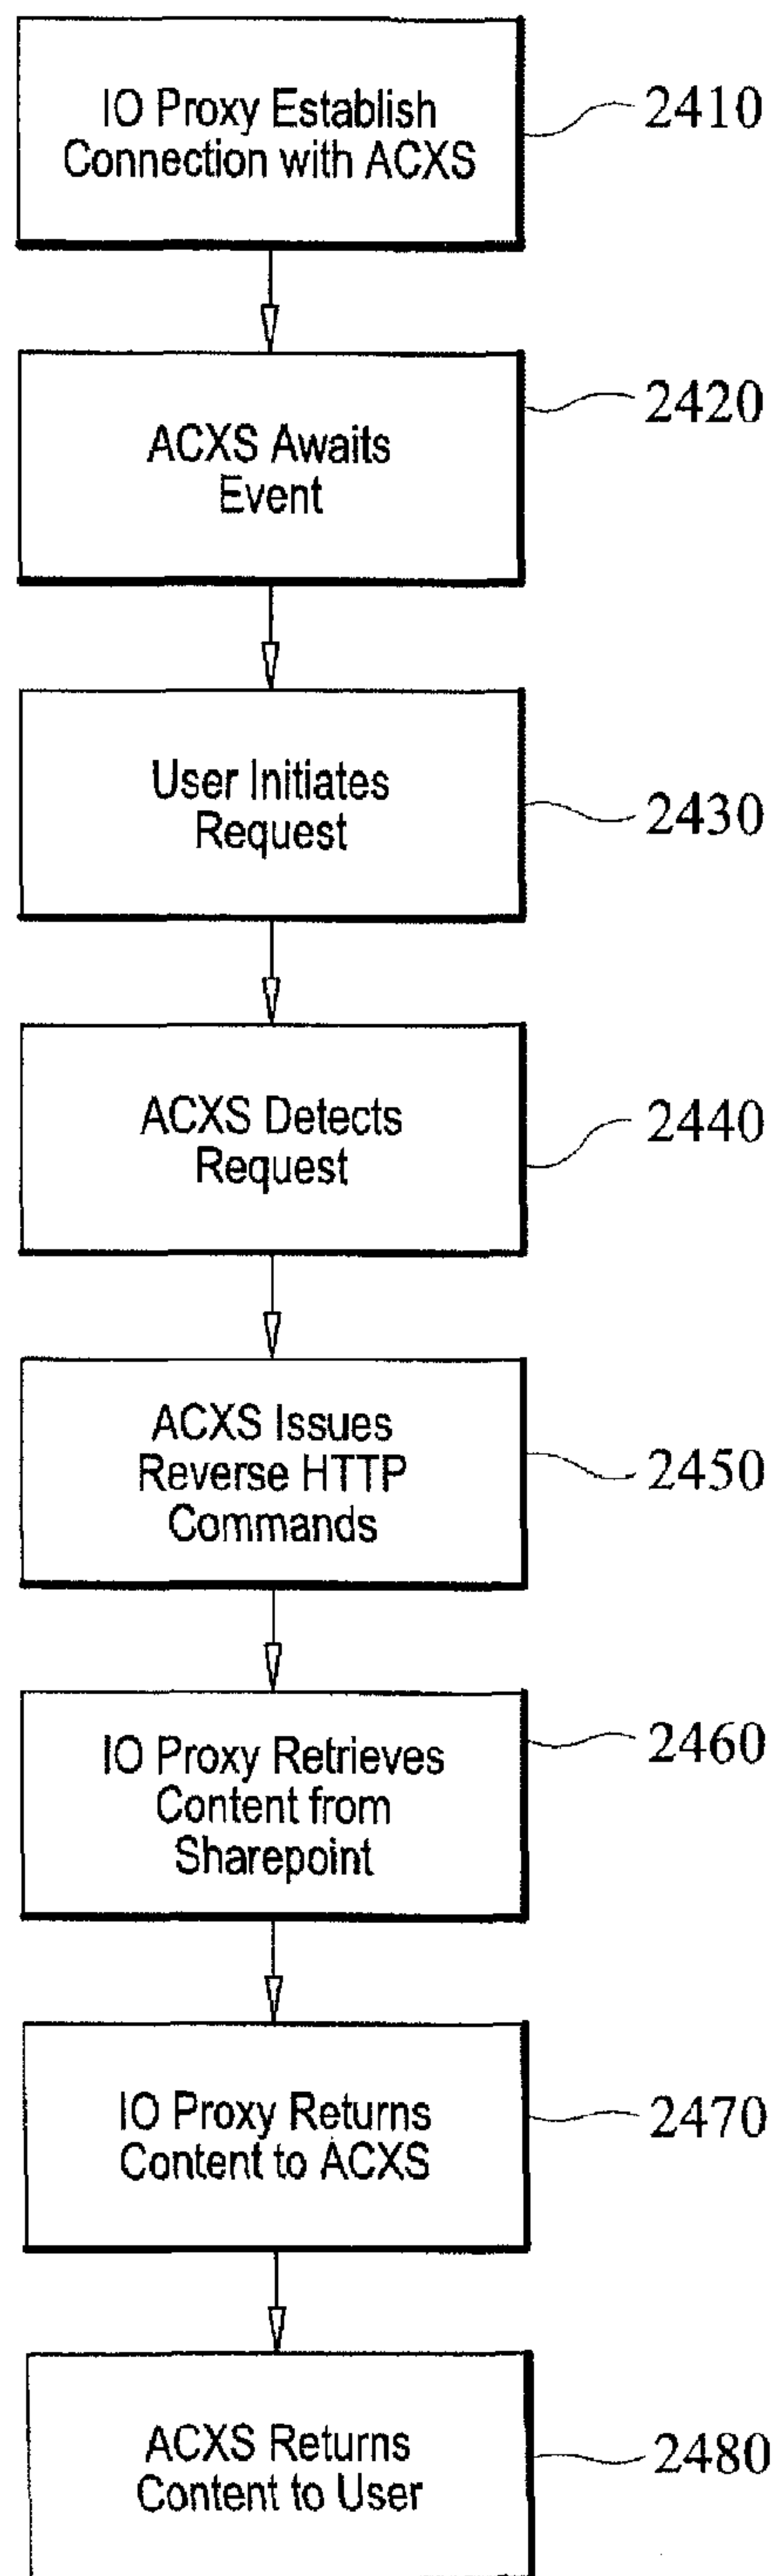 IO Proxy Establish
Connection with ACXS
2410
ACXS Awaits
Event
2420
User Initiates
Request
2430
ACXS Detects
Request
2440
ACXS Issues
Reverse HTTP
Commands
2450
IO Proxy Retrieves
Content from
Sharepoint
2460
IO Proxy Returns
Content to ACXS
2470
ACXS Returns
Content to User
2480